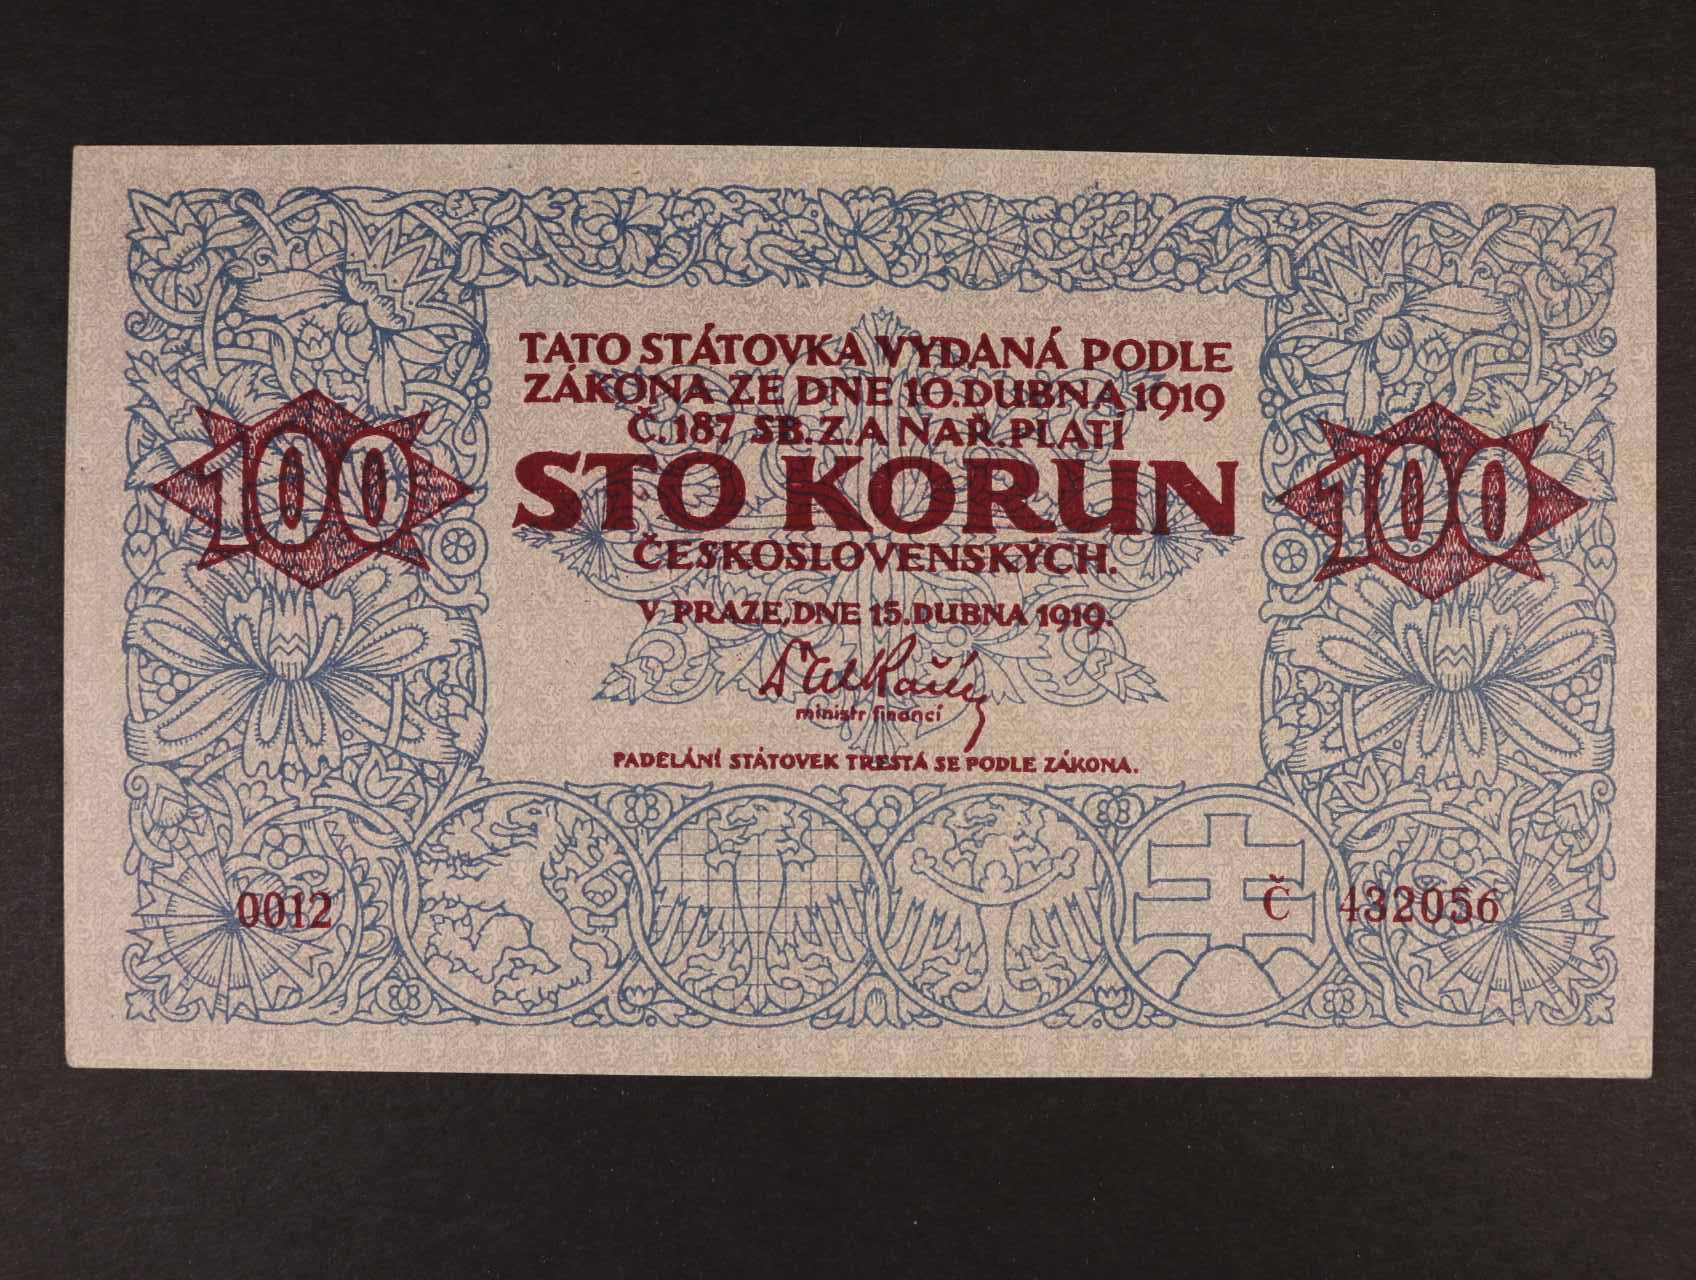 TATO STÁTOVKA VYDANÁ PODLE
ZÁKONA ZE DNE 10. DUBNA 1919
Č. 187 SB. Z. A NAŘ. PLATÍ
100 STO KORUN 100
ČESKOSLOVENSKÝCH.
V PRAZE, DNE 15. DUBNA 1919.
ministr financí
PADĚLÁNÍ STÁTOVEK TRESTÁ SE PODLE ZÁKONA.
0012 Č 432056